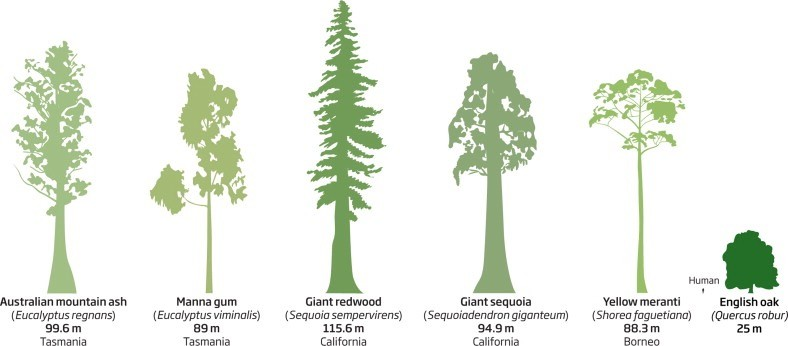 Human
Australian mountain ash
(Eucalyptus regnans)
99.6 m
Tasmania
Manna gum
(Eucalyptus viminalis)
89 m
Tasmania
Giant redwood
(Sequoia sempervirens)
115.6 m
California
Giant sequoia
(Sequoiadendron giganteum)
94.9 m
California
Yellow meranti
(Shorea faguetiana)
88.3 m
Borneo
English oak
(Quercus robur)
25 m